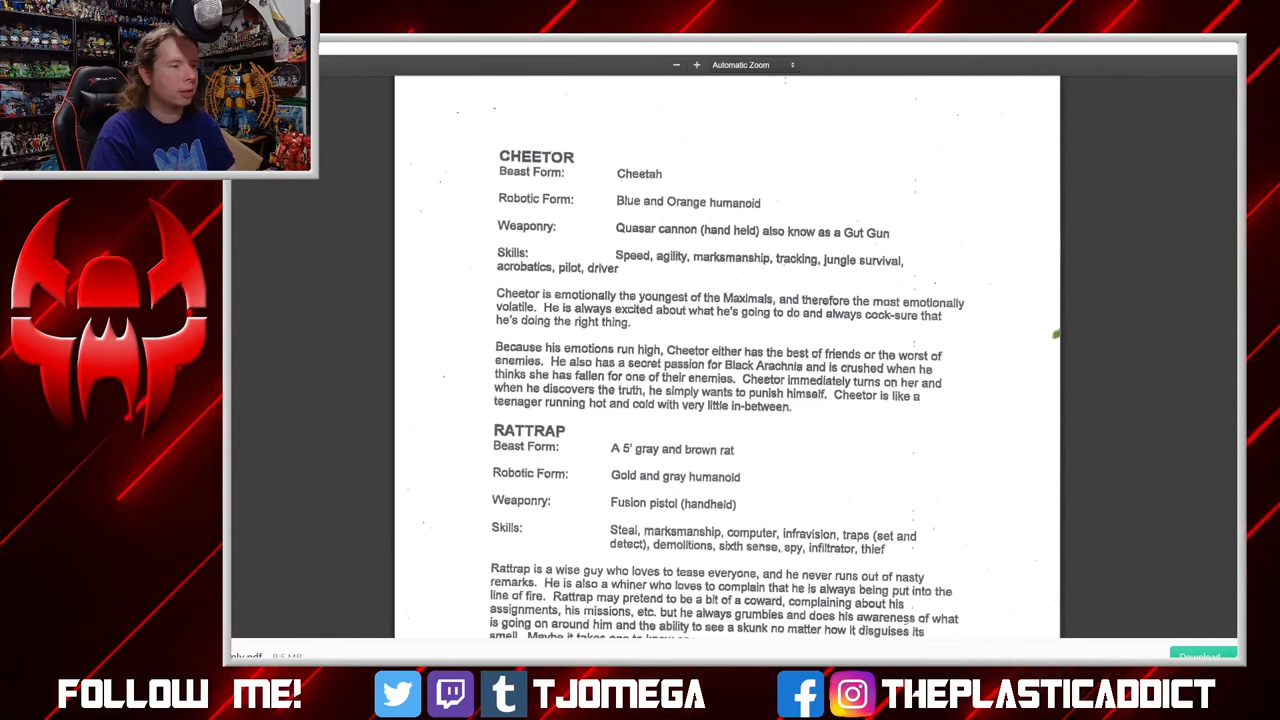 Automatic Zoom
CHEETOR
Beast Form: Cheetah
Robotic Form: Blue and Orange humanoid
Weaponry: Quasar cannon (hand held) also know as a Gut Gun
Skills: Speed, agility, marksmanship, tracking, jungle survival,
acrobatics, pilot, driver
Cheetor is emotionally the youngest of the Maximals, and therefore the most emotionally
volatile. He is always excited about what he's going to do and always cock-sure that
he's doing the right thing.
Because his emotions run high, Cheetor either has the best of friends or the worst of
enemies. He also has a secret passion for Black Arachnia and is crushed when he
thinks she has fallen for one of their enemies. Cheetor immediately turns on her and
when he discovers the truth, he simply wants to punish himself. Cheetor is like a
teenager running hot and cold with very little in-between.
RATTRAP
Beast Form: A 5' gray and brown rat
Robotic Form: Gold and gray humanoid
Weaponry: Fusion pistol (handheld)
Skills: Steal, marksmanship, computer, infravision, traps (set and
detect), demolitions, sixth sense, spy, infiltrator, thief
Rattrap is a wise guy who loves to tease everyone, and he never runs out of nasty
remarks. He is also a whiner who loves to complain that he is always being put into the
line of fire. Rattrap may pretend to be a bit of a coward, complaining about his
assignments, his missions, etc. but he always grumbles and does his awareness of what
is going on around him and the ability to see a skunk no matter how it disguises its
smell. Maybe it takes one to know
9.5 MB
Download
FOLLOW ME! TJOMEGA THEPLASTICADDICT